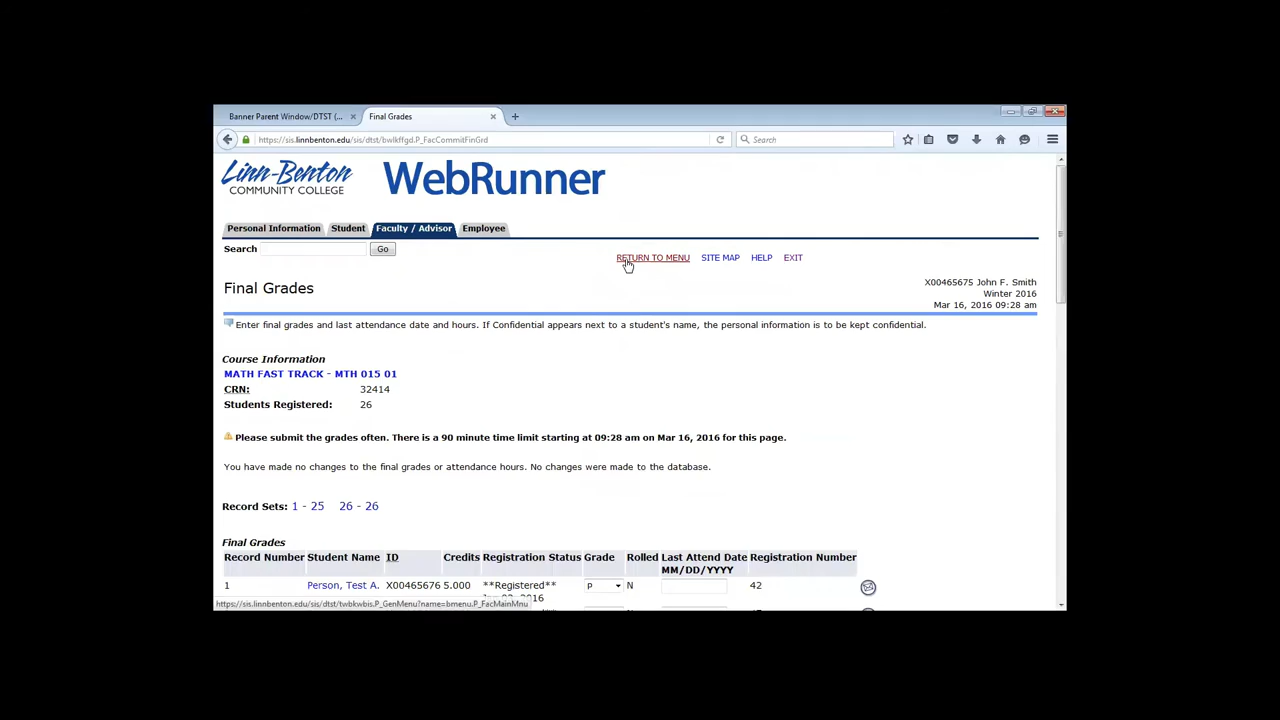 Banner Parent Window/DTST (...
Final Grades
https://sis.linnbenton.edu/sis/dtst/bwlkffgd.P_FacCommitFinGrd
Search
Linn-Benton
COMMUNITY COLLEGE
WebRunner
Personal Information
Student
Faculty / Advisor
Employee
Search
Go
RETURN TO MENU
SITE MAP
HELP
EXIT
Final Grades
X00465675 John F. Smith
Winter 2016
Mar 16, 2016 09:28 am
Enter final grades and last attendance date and hours. If Confidential appears next to a student's name, the personal information is to be kept confidential.
Course Information
MATH FAST TRACK - MTH 015 01
CRN: 32414
Students Registered: 26
Please submit the grades often. There is a 90 minute time limit starting at 09:28 am on Mar 16, 2016 for this page.
You have made no changes to the final grades or attendance hours. No changes were made to the database.
Record Sets: 1 - 25 26 - 26
Final Grades
Record Number Student Name ID Credits Registration Status Grade Rolled Last Attend Date Registration Number
MM/DD/YYYY
1 Person, Test A. X00465676 5.000 **Registered** P N 42
2016
https://sis.linnbenton.edu/sis/dtst/twbkwbis.P_GenMenu?name=bmenu.P_FacMainMnu